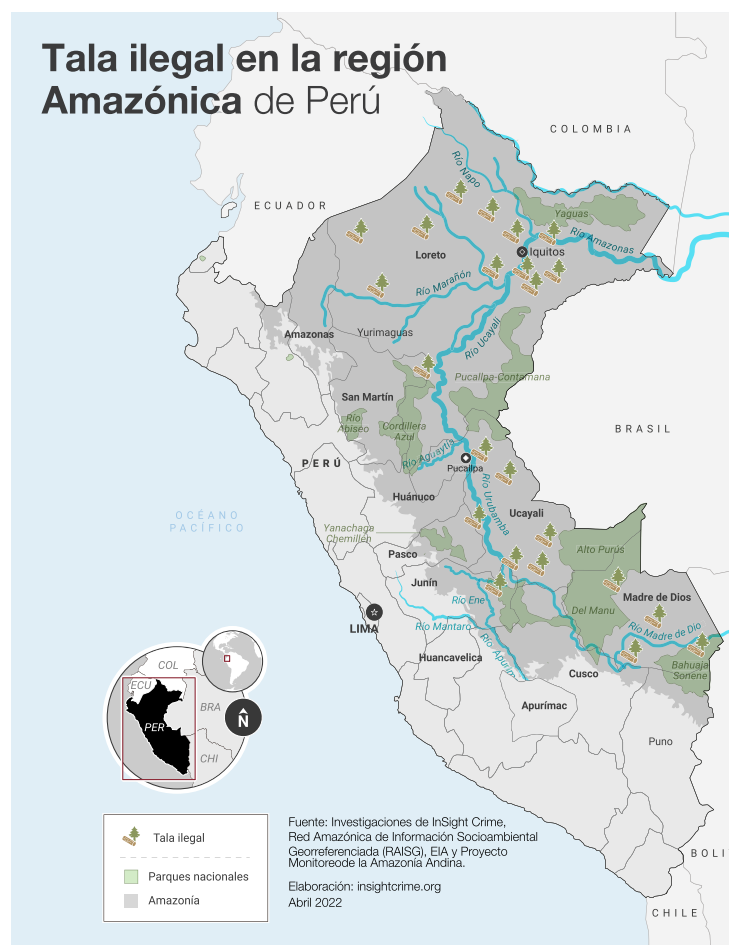 Tala ilegal en la región
Amazónica de Perú
COLOMBIA
ECUADOR
Río Napo
Yaguas
Río Amazonas
Iquitos
Loreto
Río Marañón
Amazonas
Yurimaguas
Río Ucayali
Pucallpa-Contamana
San Martín
Río
Abiseo
Cordillera
Azul
BRASIL
PERÚ
Río Aguaytía
Pucallpa
Río Urubamba
Huánuco
Ucayali
OCÉANO
PACÍFICO
Yanachaga
Chemillén
Pasco
Alto Purús
Junín
Madre de Dios
Río Ene
Del Manu
LIMA
Río Mantaro
Río Madre de Dio
Río Apurím
Huancavelica
Bahuaja
Sonene
Cusco
Apurímac
Puno
COL
ECU
BRA
PER
CHI
N
BOLI
CHILE
Tala ilegal
Parques nacionales
Amazonía
Fuente: Investigaciones de InSight Crime,
Red Amazónica de Información Socioambiental
Georreferenciada (RAISG), EIA y Proyecto
Monitoreode la Amazonía Andina.
Elaboración: insightcrime.org
Abril 2022